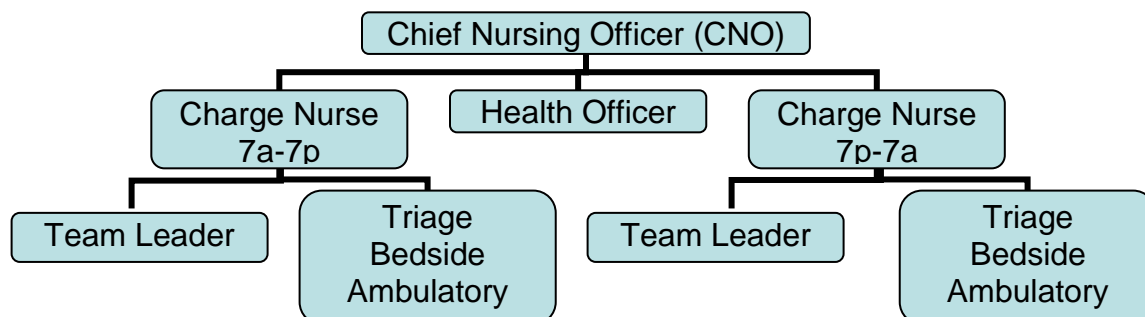 Chief Nursing Officer (CNO)
Charge Nurse
7a-7p
Health Officer
Charge Nurse
7p-7a
Team Leader
Triage
Bedside
Ambulatory
Team Leader
Triage
Bedside
Ambulatory